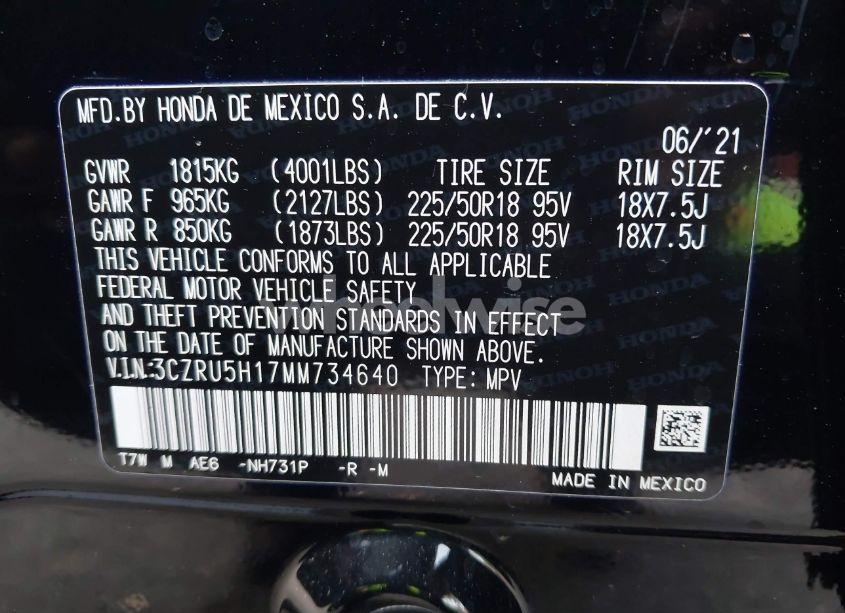 MFD.BY HONDA DE MEXICO S.A. DE C.V.
06/'21
GVWR 1815KG (4001LBS) TIRE SIZE RIM SIZE
GAWR F 965KG (2127LBS) 225/50R18 95V 18X7.5J
GAWR R 850KG (1873LBS) 225/50R18 95V 18X7.5J
THIS VEHICLE CONFORMS TO ALL APPLICABLE
FEDERAL MOTOR VEHICLE SAFETY
AND THEFT PREVENTION STANDARDS IN EFFECT
ON THE DATE OF MANUFACTURE SHOWN ABOVE.
V.I.N:3CZRU5H17MM734640 TYPE: MPV
T7W M AE6 -NH731P -R -M
MADE IN MEXICO